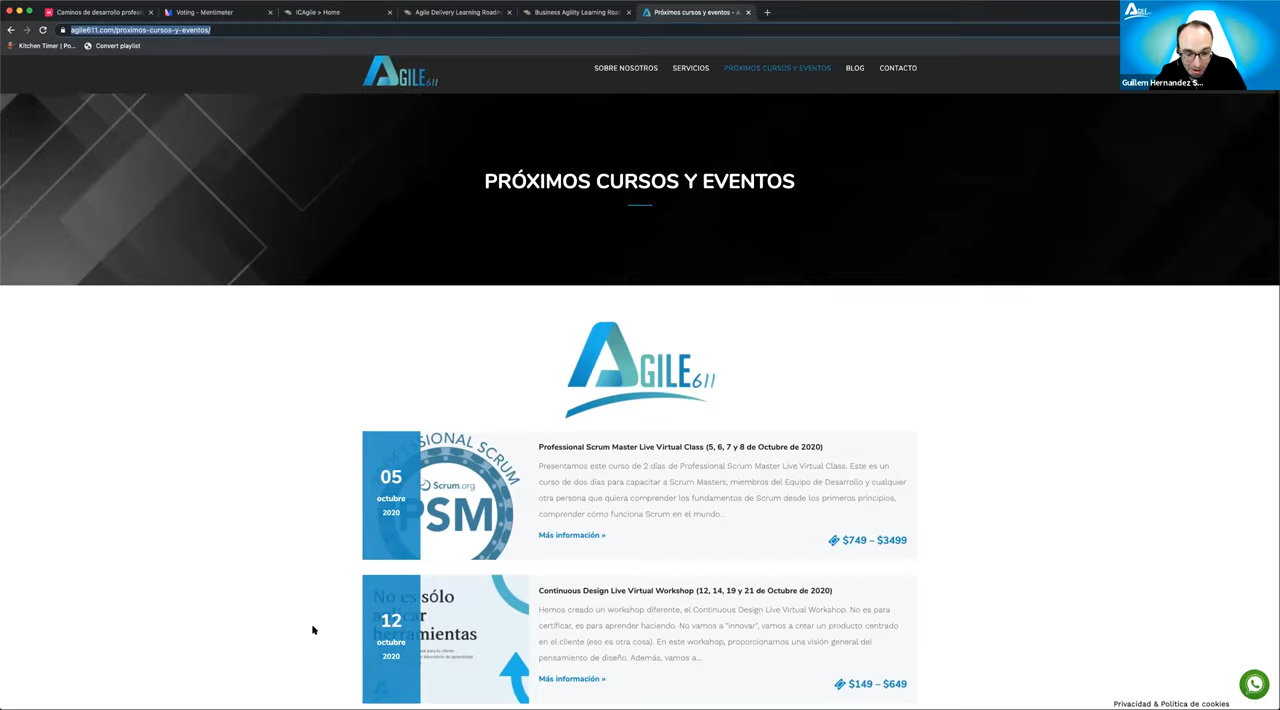 Caminos de desarrollo profesi
Voting - Mentimeter
ICAgile > Home
Agile Delivery Learning Roadm
Business Agility Learning Roa
Próximos cursos y eventos - A
agile611.com/proximos-cursos-y-eventos/
Kitchen Timer | Po...
Convert playlist
AGILE
Guillem Hernandez S...
AGILE611
SOBRE NOSOTROS
SERVICIOS
PRÓXIMOS CURSOS Y EVENTOS
BLOG
CONTACTO
PRÓXIMOS CURSOS Y EVENTOS
AGILE611
05
octubre
2020
Scrum.org
PSM
Professional Scrum Master Live Virtual Class (5, 6, 7 y 8 de Octubre de 2020)
Presentamos este curso de 2 días de Professional Scrum Master Live Virtual Class. Este es un
curso de dos días para capacitar a Scrum Masters, miembros del Equipo de Desarrollo y cualquier
otra persona que quiera comprender los fundamentos de Scrum desde los primeros principios,
comprender cómo funciona Scrum en el mundo...
Más información »
$749 – $3499
12
octubre
2020
No es sólo
aplicar
herramientas
Continuous Design Live Virtual Workshop (12, 14, 19 y 21 de Octubre de 2020)
Hemos creado un workshop diferente, el Continuous Design Live Virtual Workshop. No es para
certificar, es para aprender haciendo. No vamos a "innovar", vamos a crear un producto centrado
en el cliente (eso es otra cosa). En este workshop, proporcionamos una visión general del
pensamiento de diseño. Además, vamos a...
Más información »
$149 – $649
Privacidad & Política de cookies